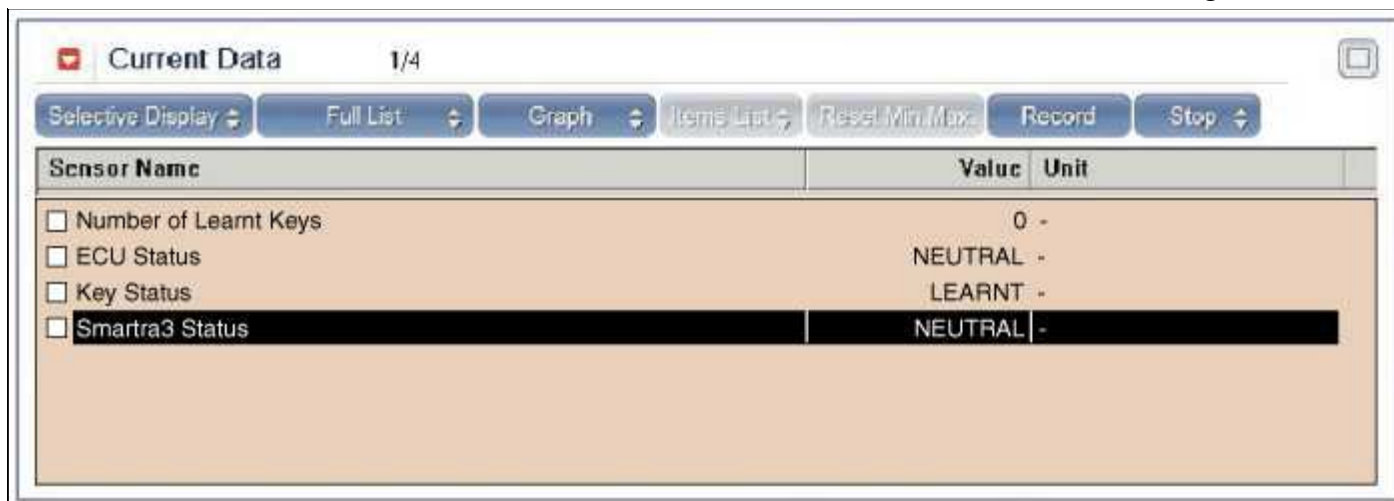 Current Data 1/4
Selective Display Full List Graph Items List Reset Min.Max. Record Stop
Sensor Name Value Unit
Number of Learnt Keys 0 -
ECU Status NEUTRAL -
Key Status LEARNT -
Smartra3 Status NEUTRAL -